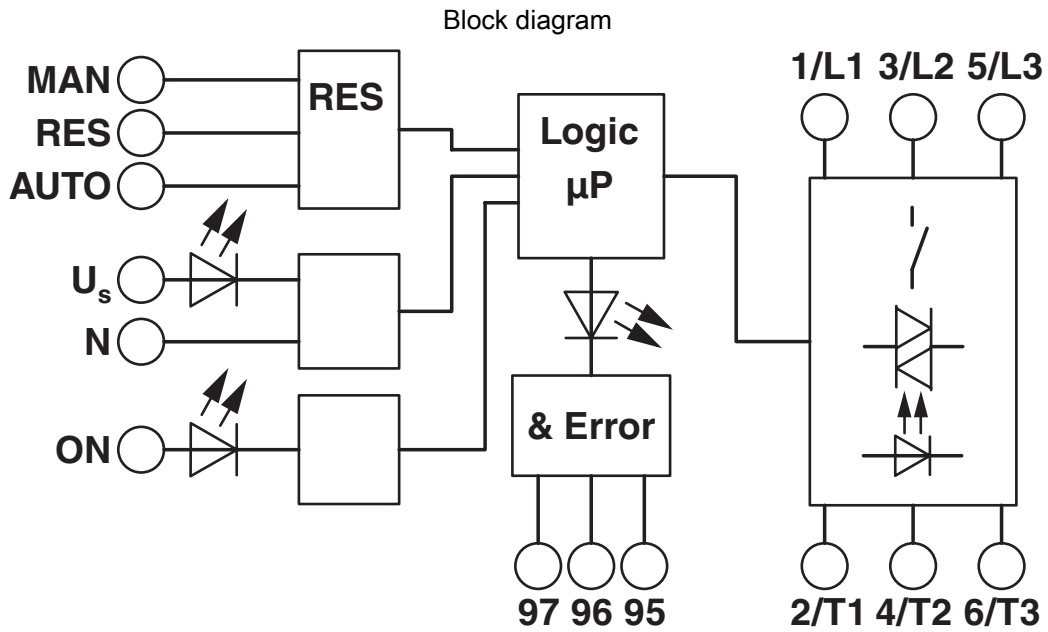 Block diagram
MAN
RES
AUTO
RES
Us
N
ON
Logic
µP
& Error
97 96 95
1/L1 3/L2 5/L3
2/T1 4/T2 6/T3